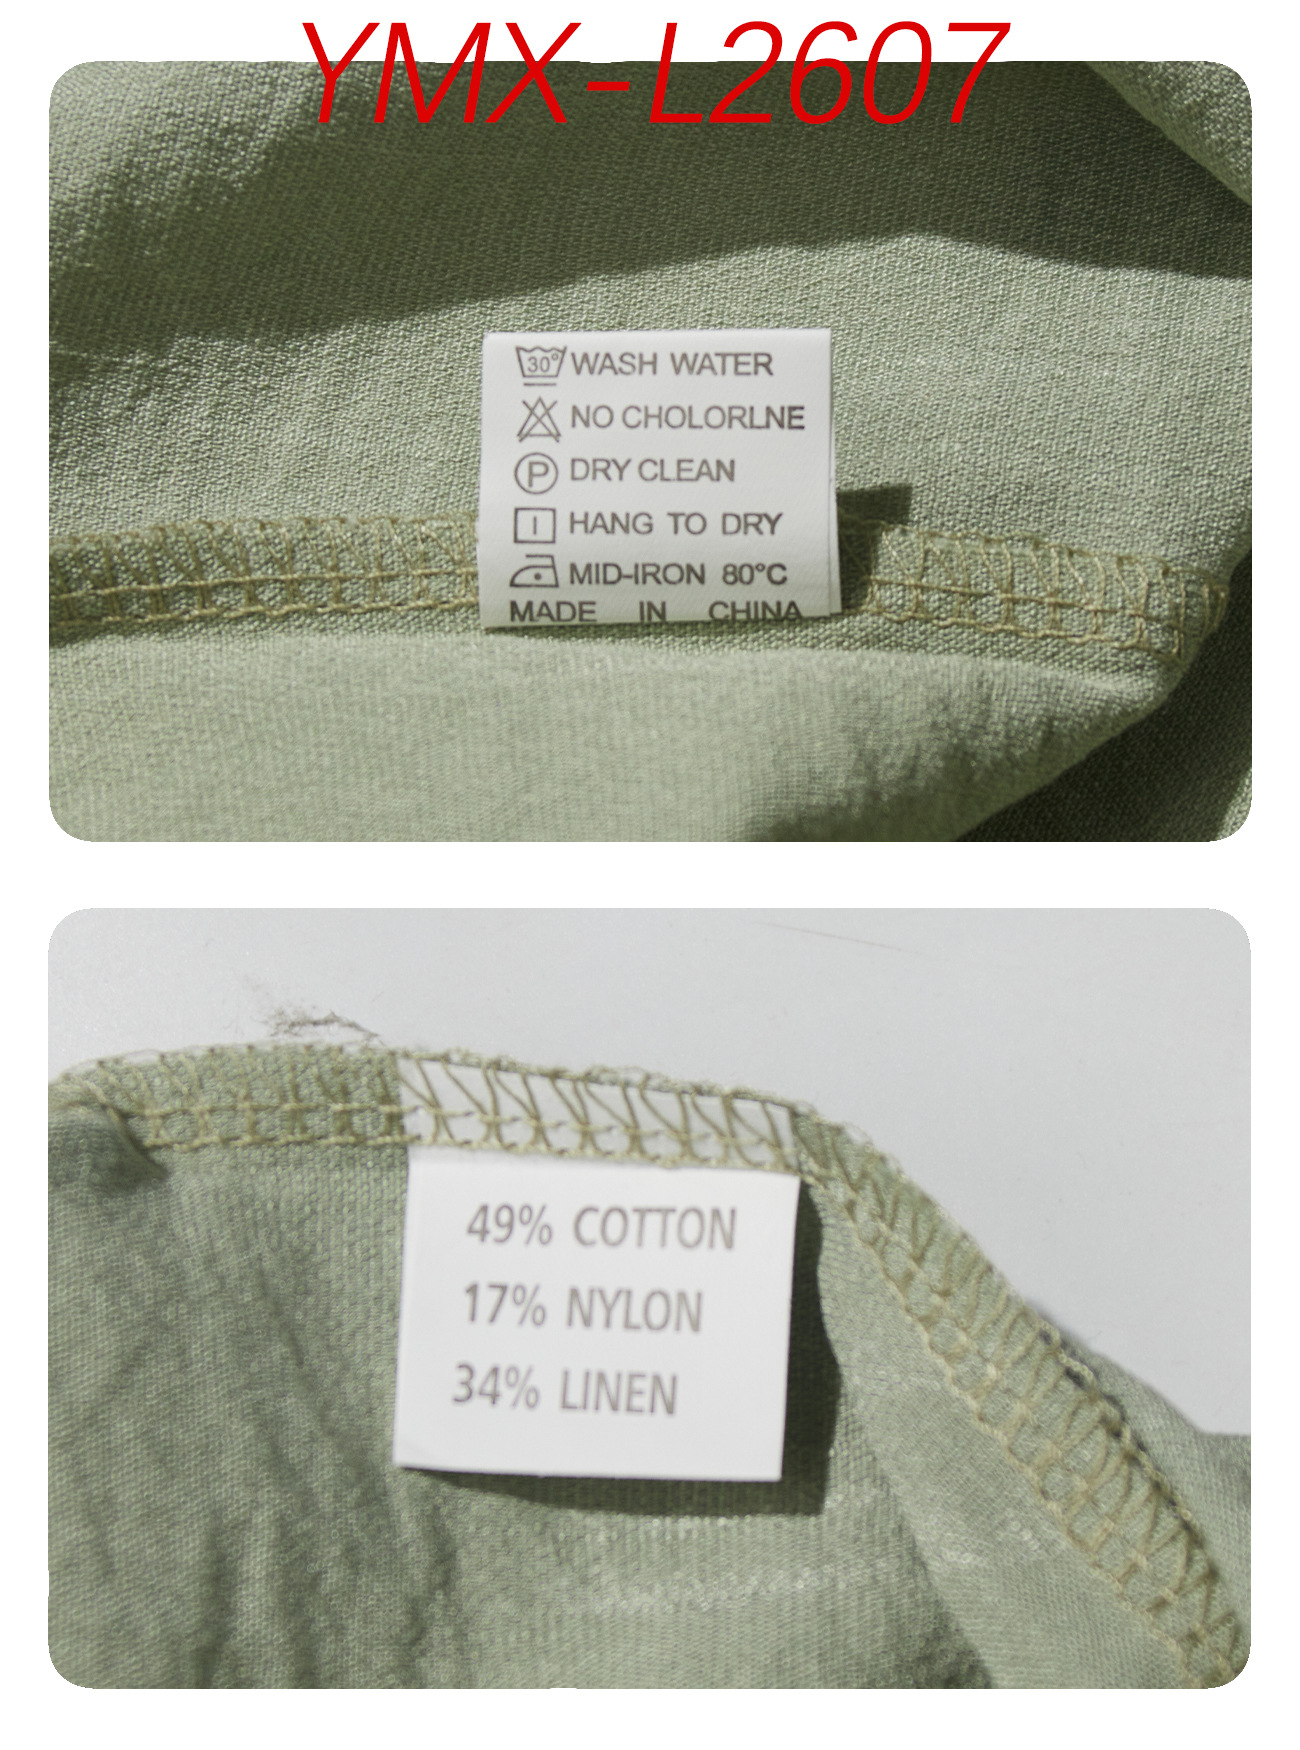 YMX-L2607
30° WASH WATER
NO CHOLORLNE
P DRY CLEAN
HANG TO DRY
MID-IRON 80°C
MADE IN CHINA
49% COTTON
17% NYLON
34% LINEN